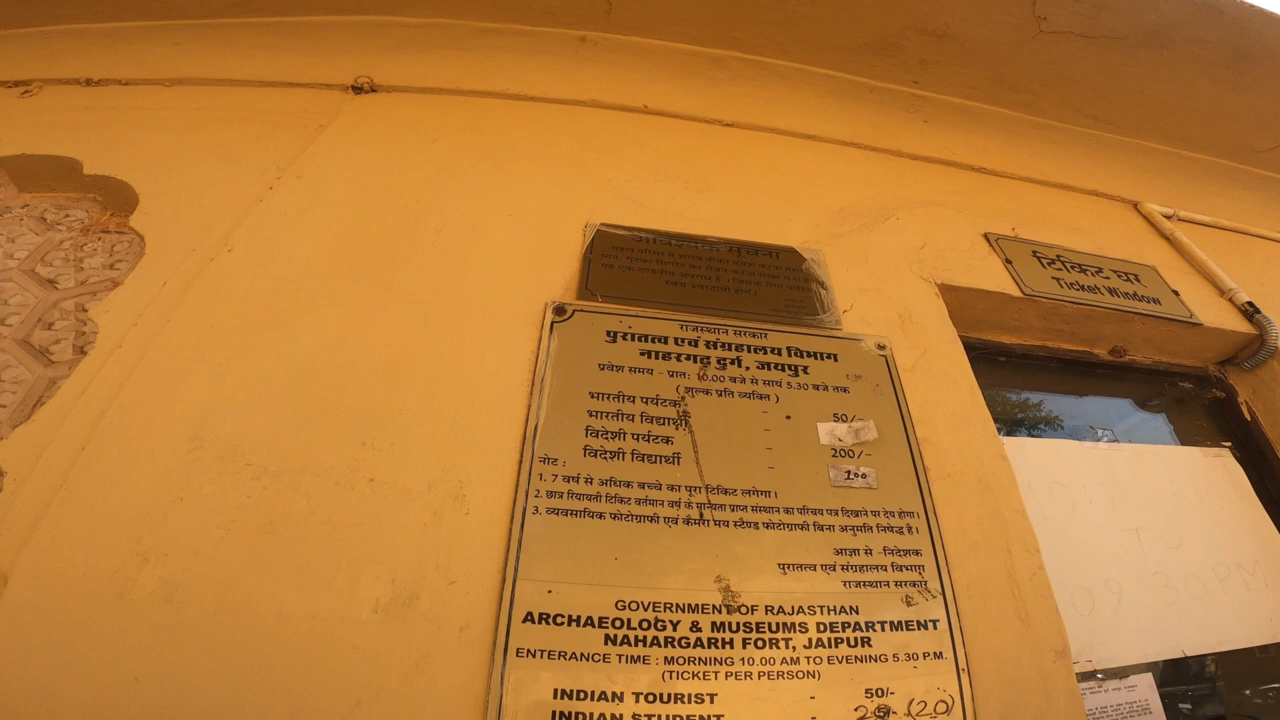 आवश्यक सूचना
टिकिट घर
Ticket Window
राजस्थान सरकार
पुरातत्व एवं संग्रहालय विभाग
नाहरगढ़ दुर्ग, जयपुर
प्रवेश समय - प्रात: 10.00 बजे से सायं 5.30 बजे तक
( शुल्क प्रति व्यक्ति )
भारतीय पर्यटक - 50/-
भारतीय विद्यार्थी -
विदेशी पर्यटक - 200/-
विदेशी विद्यार्थी - 100
नोट :
1. 7 वर्ष से अधिक बच्चे का पूरा टिकिट लगेगा।
2. छात्र रियायती टिकिट वर्तमान वर्ष के मान्यता प्राप्त संस्थान का परिचय पत्र दिखाने पर देय होगा।
3. व्यवसायिक फोटोग्राफी एवं कैमरा मय स्टैण्ड फोटोग्राफी बिना अनुमति निषेद्ध है।
आज्ञा से -निदेशक
पुरातत्व एवं संग्रहालय विभाग
राजस्थान सरकार
GOVERNMENT OF RAJASTHAN
ARCHAEOLOGY & MUSEUMS DEPARTMENT
NAHARGARH FORT, JAIPUR
ENTERANCE TIME : MORNING 10.00 AM TO EVENING 5.30 P.M.
(TICKET PER PERSON)
INDIAN TOURIST - 50/-
INDIAN STUDENT - (20)
TO
09 30 PM